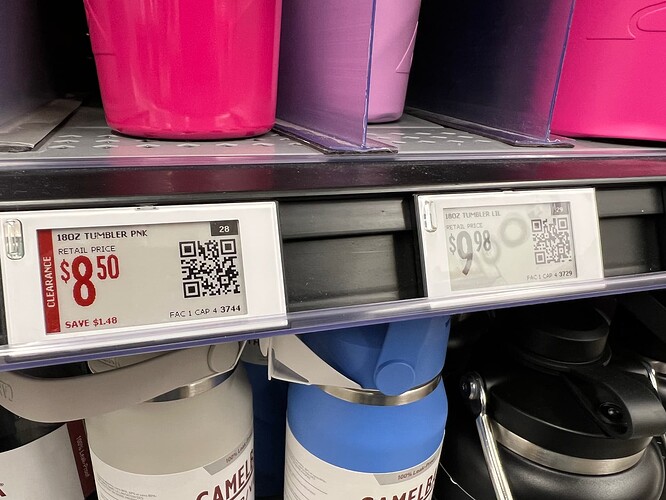 18OZ TUMBLER PNK
28
RETAIL PRICE
CLEARANCE
$8.50
SAVE $1.48
FAC 1 CAP 4 3744
18OZ TUMBLER LIL
RETAIL PRICE
$9.98
FAC 1 CAP 4 3729
CAMELB
CAMELBA